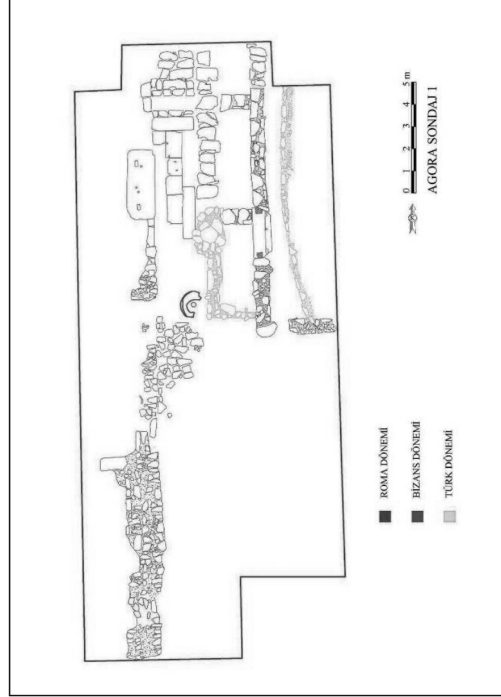 0 1 2 3 4 5 m
AGORA SONDAJ 1
ROMA DÖNEMİ
BİZANS DÖNEMİ
TÜRK DÖNEMİ